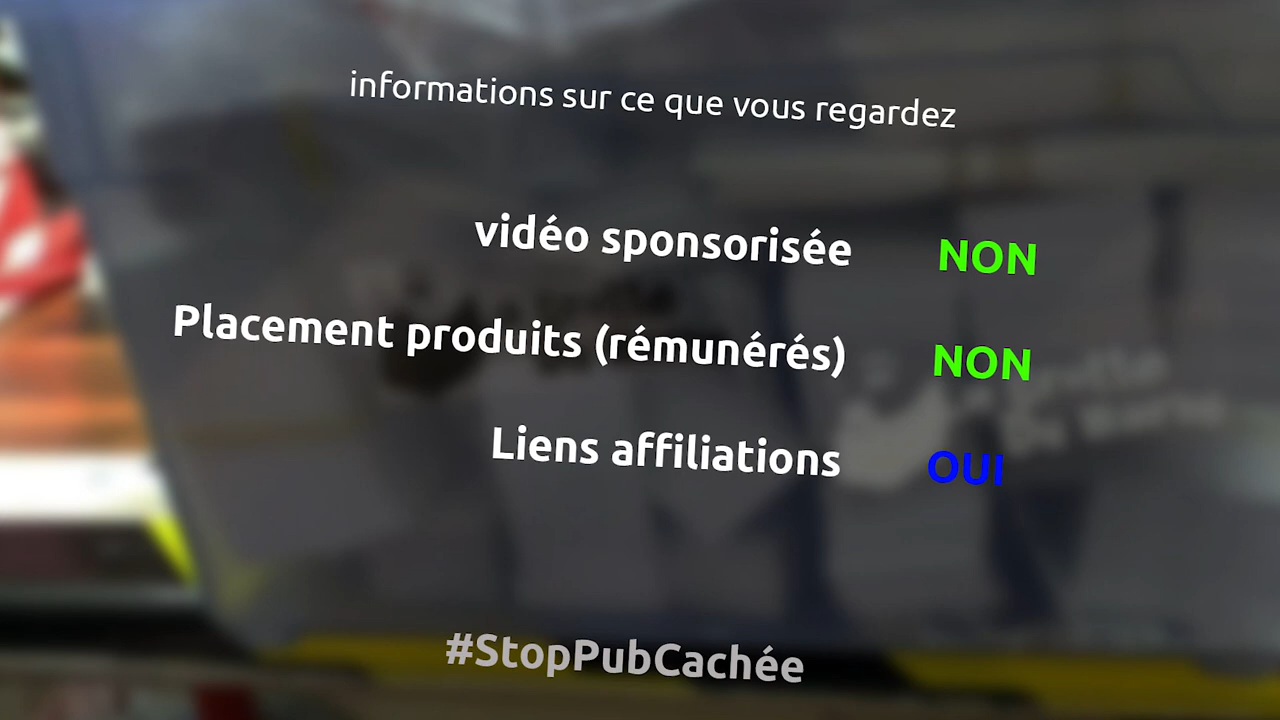 informations sur ce que vous regardez
vidéo sponsorisée NON
Placement produits (rémunérés) NON
Liens affiliations OUI
#StopPubCachée